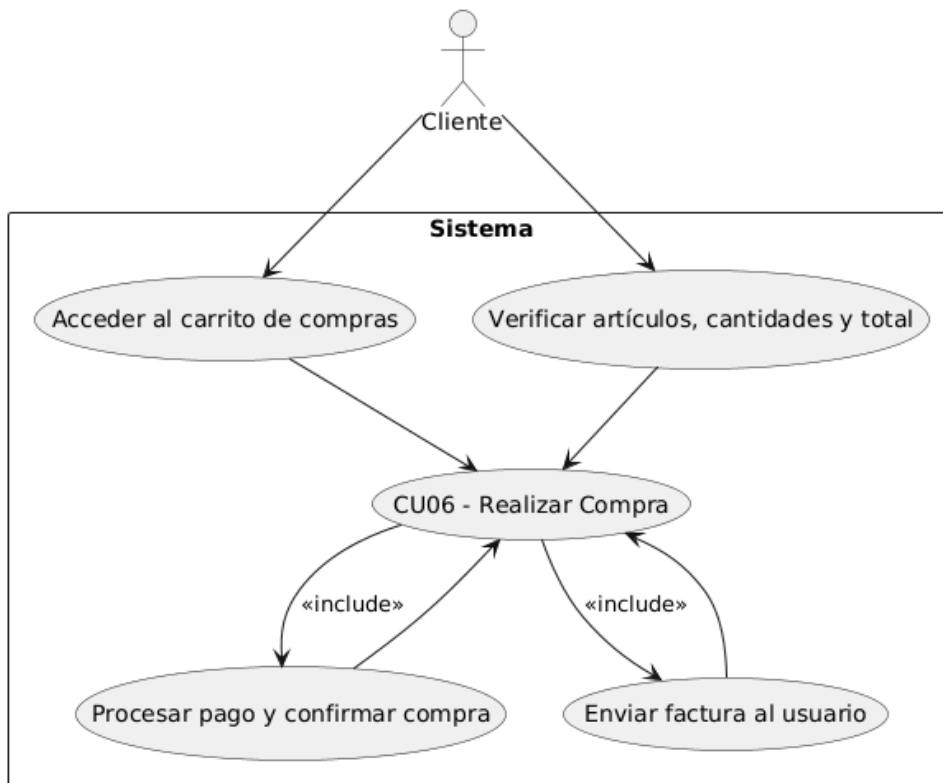 Cliente
Sistema
Acceder al carrito de compras
Verificar artículos, cantidades y total
CU06 - Realizar Compra
«include»
«include»
Procesar pago y confirmar compra
Enviar factura al usuario